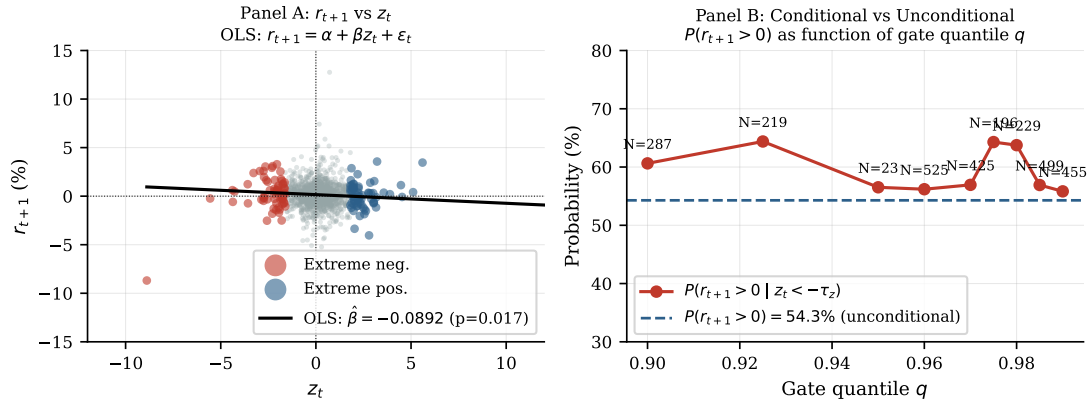 Panel A: r_{t+1} vs z_t
OLS: r_{t+1} = α + βz_t + ε_t
15
10
5
0
−5
−10
−15
r_{t+1} (%)
Extreme neg.
Extreme pos.
OLS: β̂ = −0.0892 (p=0.017)
−10
−5
0
5
10
z_t
Panel B: Conditional vs Unconditional
P(r_{t+1} > 0) as function of gate quantile q
80
70
60
50
40
30
Probability (%)
N=287
N=219
N=23
N=525
N=425
N=196
N=229
N=499
N=455
P(r_{t+1} > 0 | z_t < −τ_z)
P(r_{t+1} > 0) = 54.3% (unconditional)
0.90
0.92
0.94
0.96
0.98
Gate quantile q